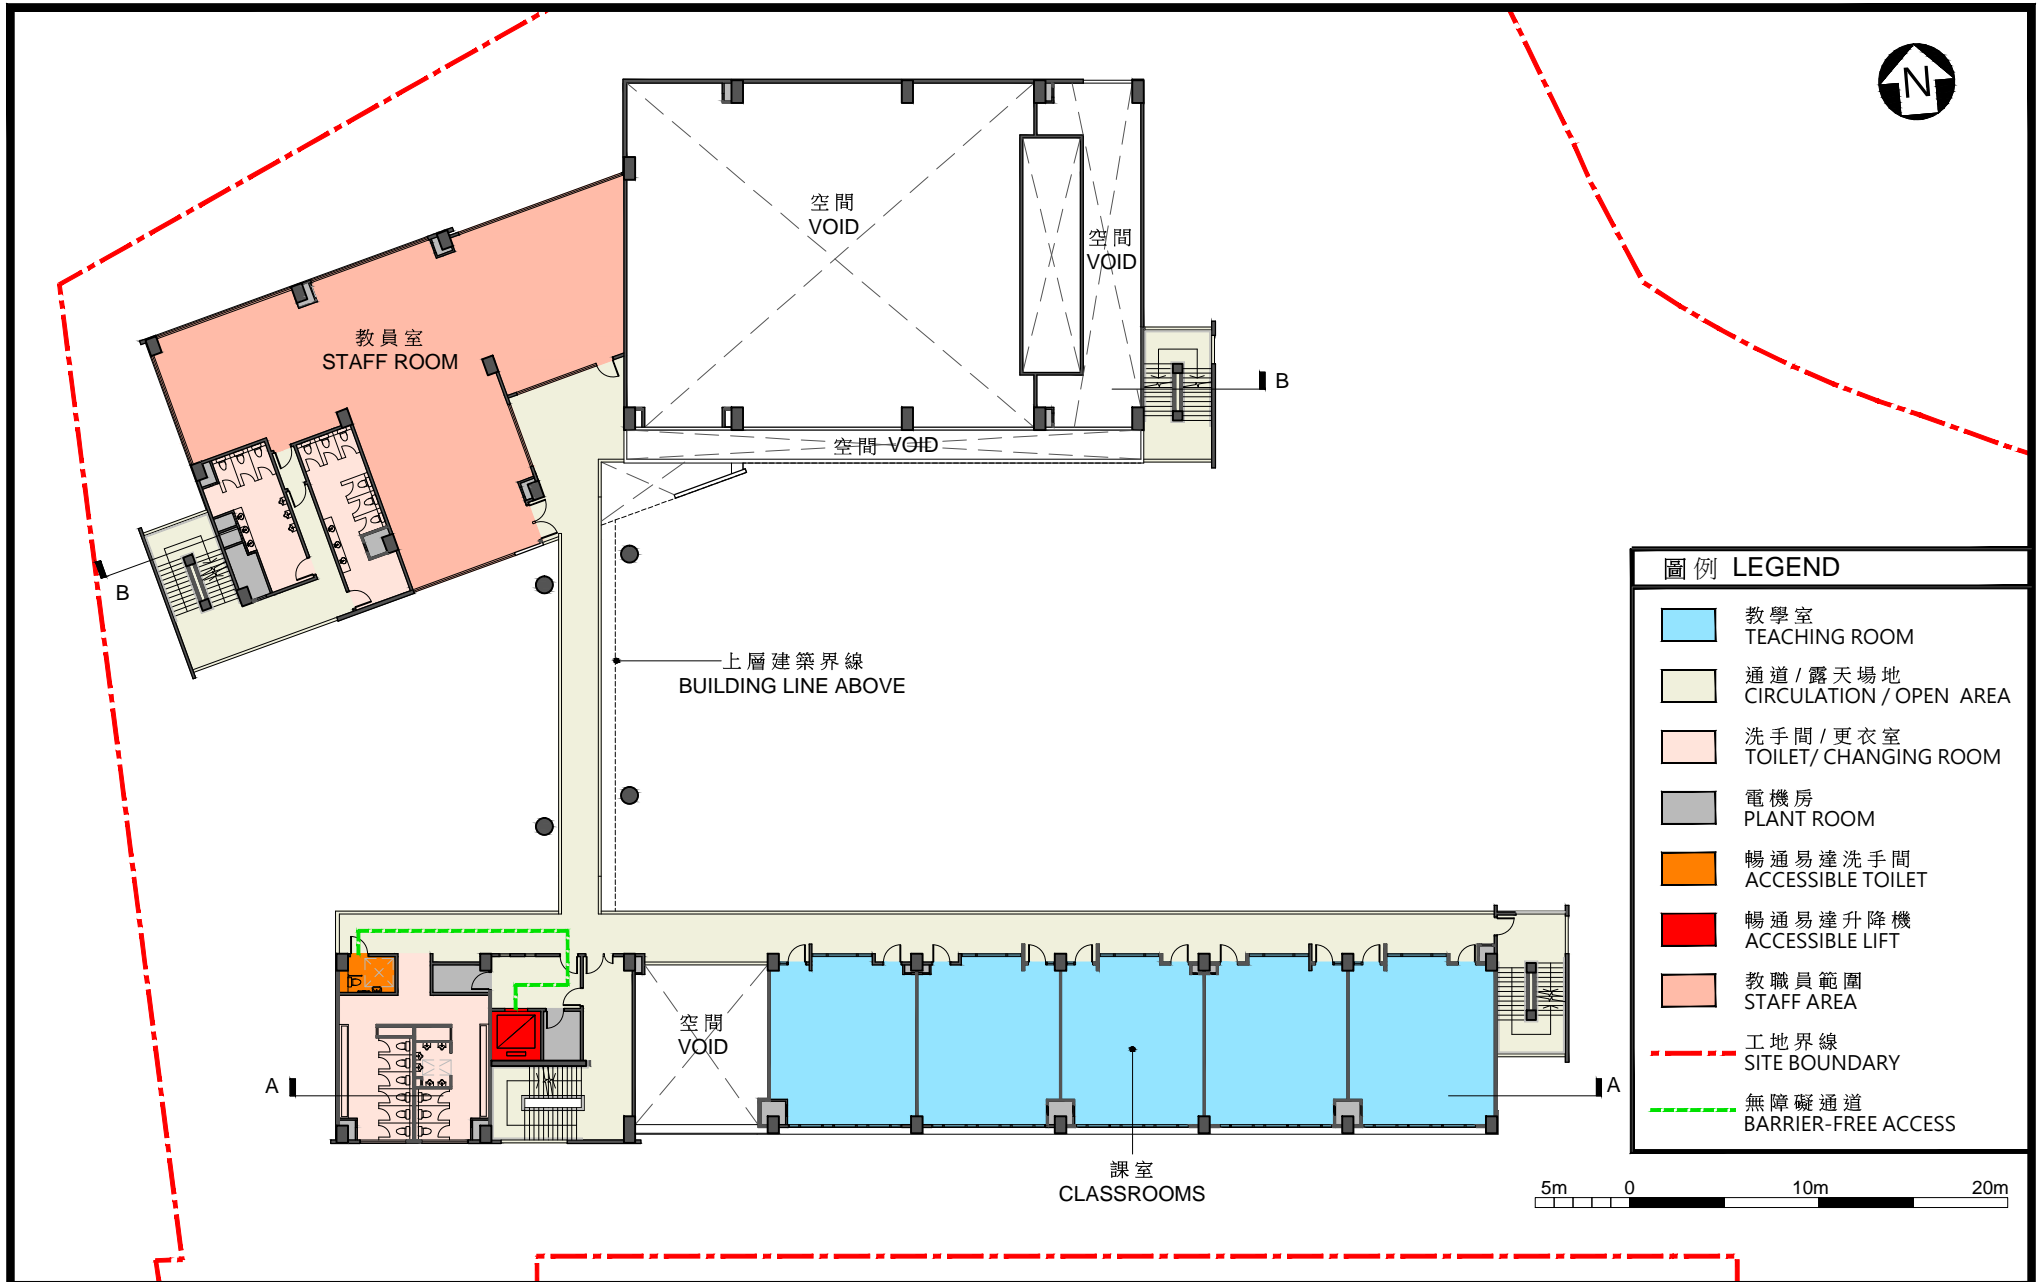 N
空間
VOID
空間
VOID
教員室
STAFF ROOM
B
空間 VOID
B
上層建築界線
BUILDING LINE ABOVE
空間
VOID
A
A
課室
CLASSROOMS
圖例 LEGEND
教學室
TEACHING ROOM
通道/露天場地
CIRCULATION / OPEN AREA
洗手間/更衣室
TOILET/ CHANGING ROOM
電機房
PLANT ROOM
暢通易達洗手間
ACCESSIBLE TOILET
暢通易達升降機
ACCESSIBLE LIFT
教職員範圍
STAFF AREA
工地界線
SITE BOUNDARY
無障礙通道
BARRIER-FREE ACCESS
5m 0 10m 20m